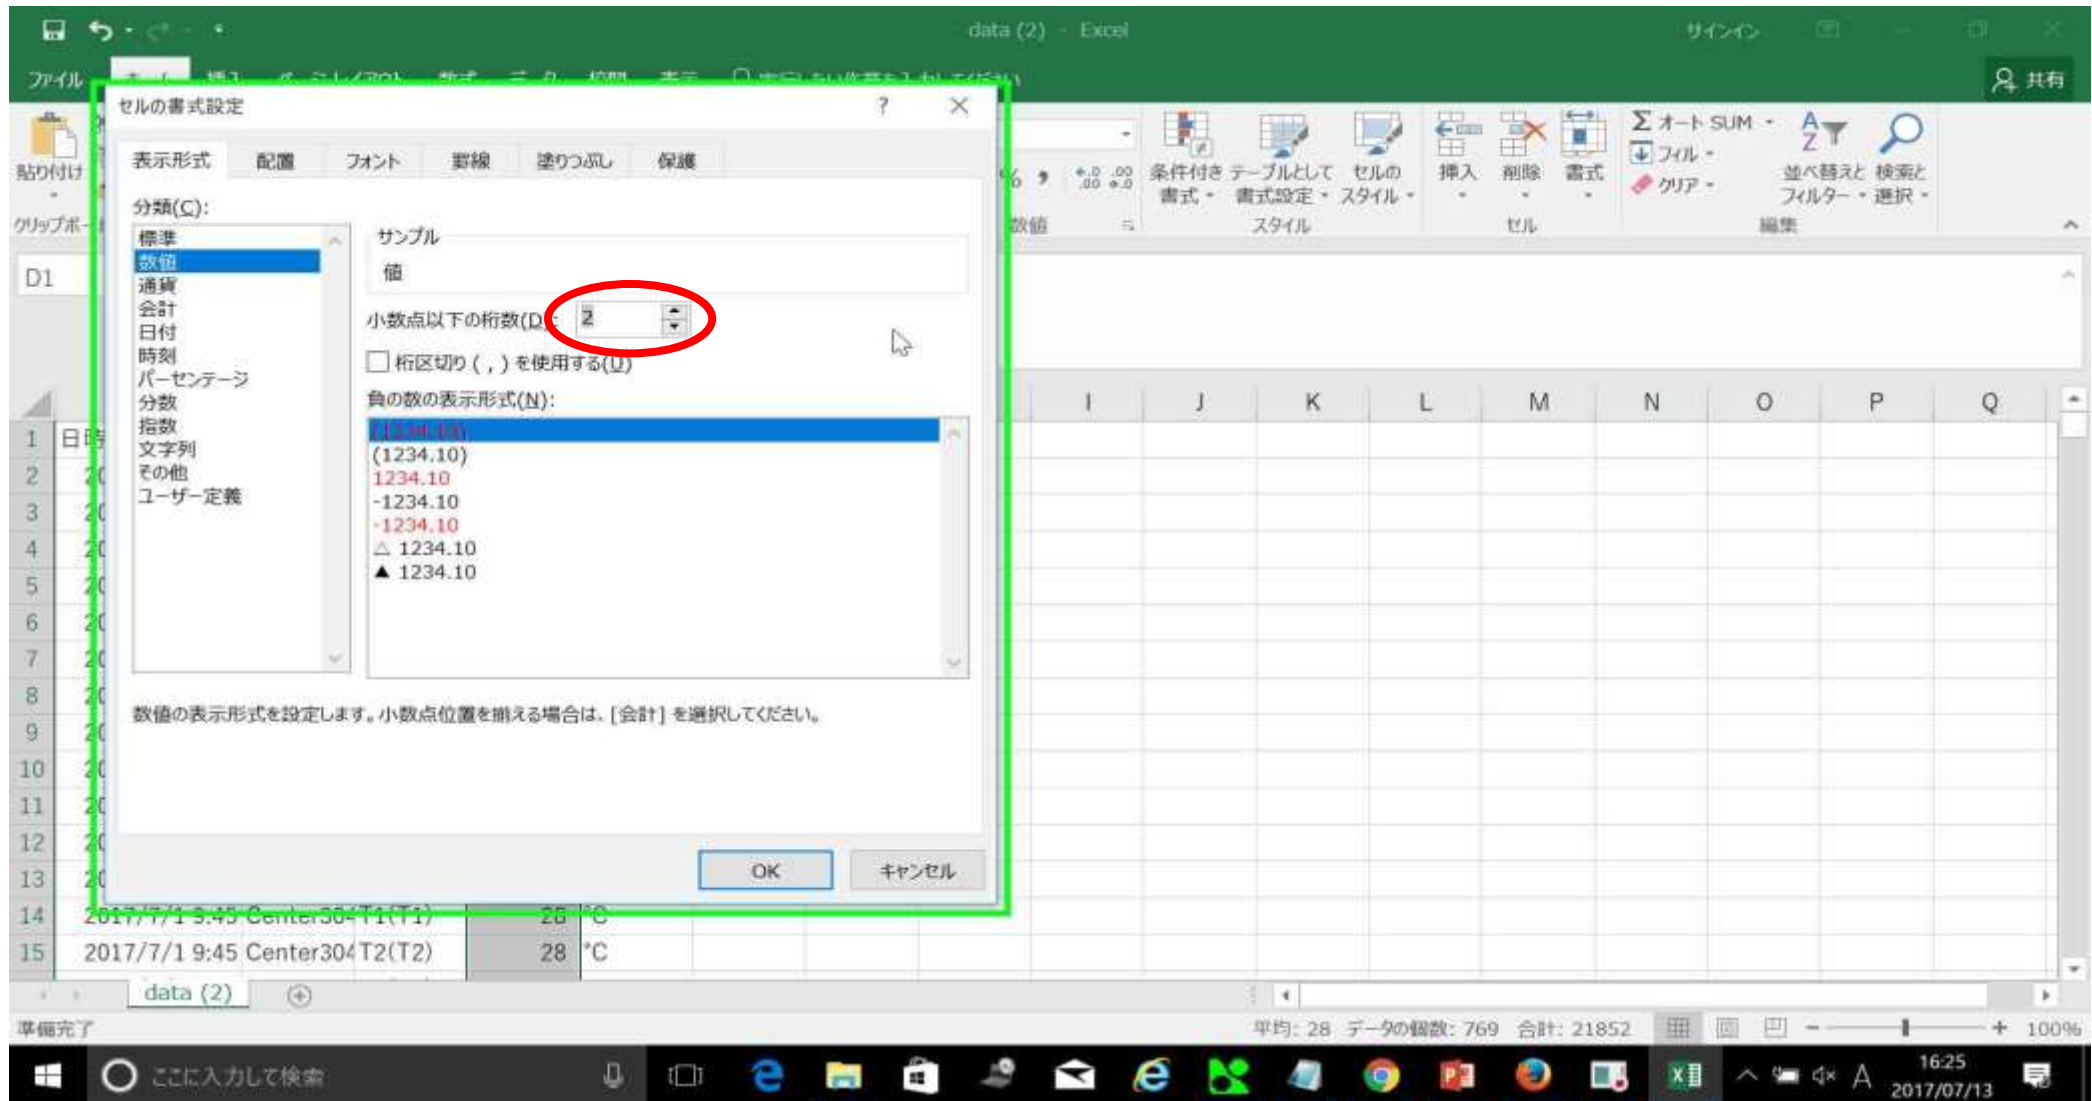 data (2) - Excel
サインイン
ファイル
共有
セルの書式設定
?
表示形式 配置 フォント 罫線 塗りつぶし 保護
分類(C):
標準
数値
通貨
会計
日付
時刻
パーセンテージ
分数
指数
文字列
その他
ユーザー定義
サンプル
値
小数点以下の桁数(D): 2
桁区切り ( , ) を使用する(U)
負の数の表示形式(N):
(1234.10)
(1234.10)
1234.10
-1234.10
-1234.10
△ 1234.10
▲ 1234.10
数値の表示形式を設定します。小数点位置を揃える場合は、[会計] を選択してください。
OK キャンセル
貼り付け
条件付き書式
テーブルとして書式設定
セルのスタイル
スタイル
挿入 削除 書式
セル
Σ オート SUM
フィル
クリア
並べ替えとフィルター
検索と選択
編集
数値
D1
I J K L M N O P Q
1
2
3
4
5
6
7
8
9
10
11
12
13
14 2017/7/1 9:45 Center304 T1(T1) 28 °C
15 2017/7/1 9:45 Center304 T2(T2) 28 °C
data (2)
準備完了
平均: 28 データの個数: 769 合計: 21852
100%
ここに入力して検索
A
16:25
2017/07/13